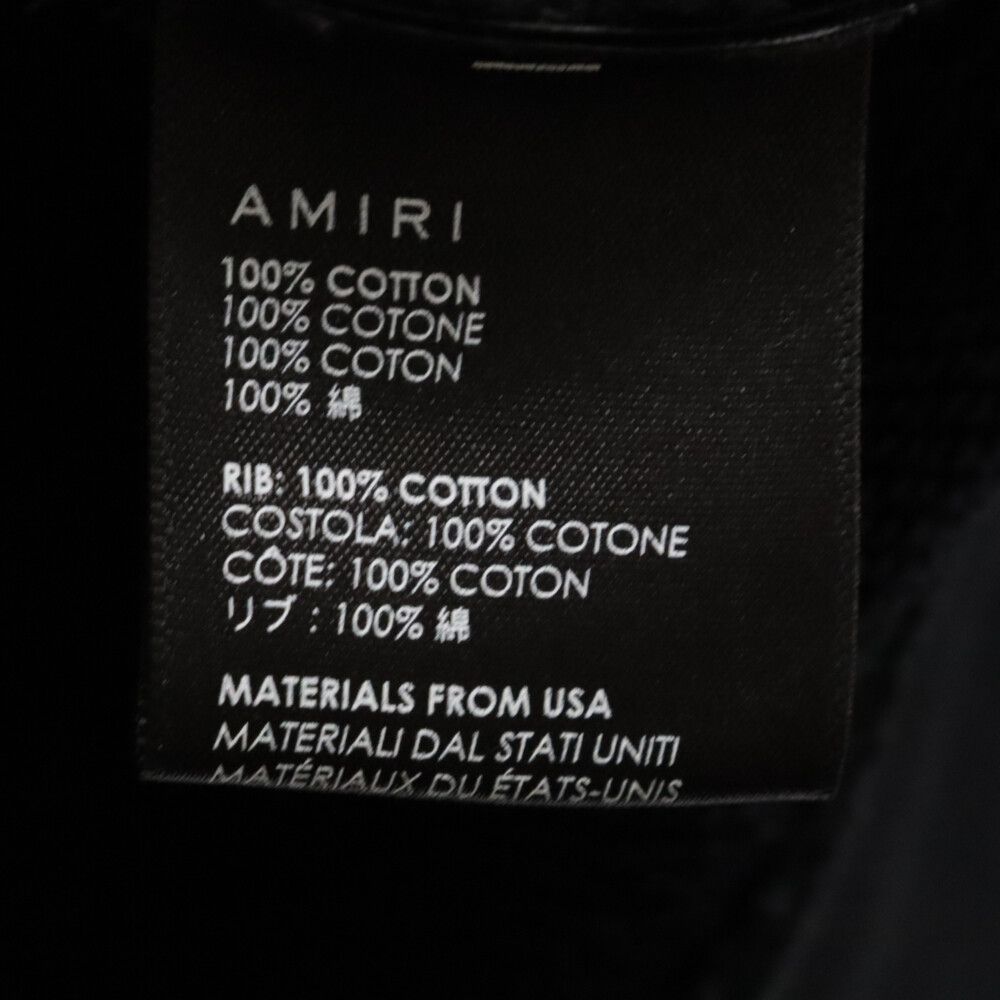 AMIRI
100% COTTON
100% COTONE
100% COTON
100% 綿
RIB: 100% COTTON
COSTOLA: 100% COTONE
CÔTE: 100% COTON
リブ : 100% 綿
MATERIALS FROM USA
MATERIALI DAL STATI UNITI
MATÉRIAUX DU ÉTATS-UNIS